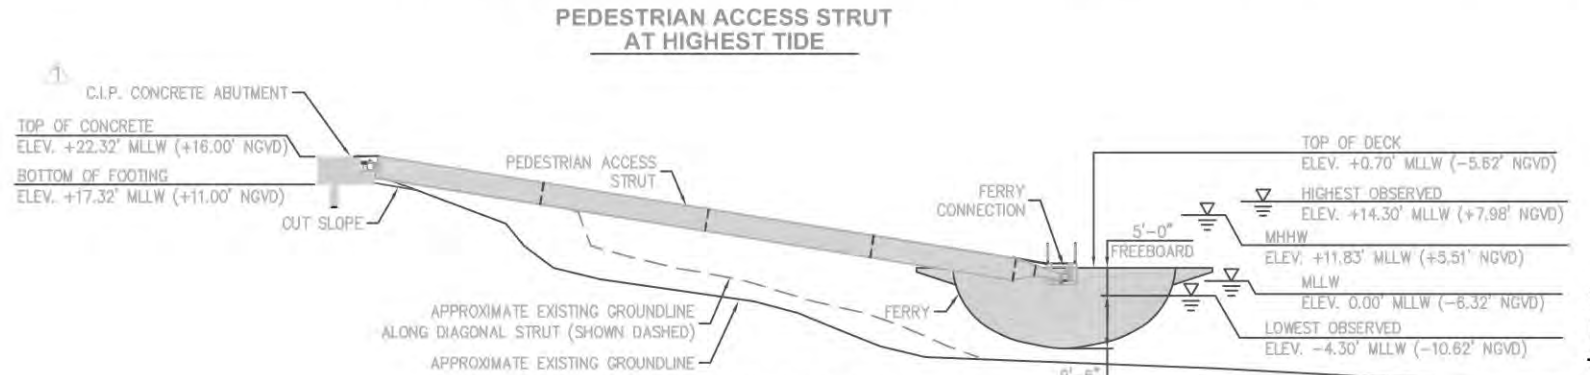 PEDESTRIAN ACCESS STRUT
AT HIGHEST TIDE
C.I.P. CONCRETE ABUTMENT
TOP OF CONCRETE
ELEV. +22.32' MLLW (+16.00' NGVD)
BOTTOM OF FOOTING
ELEV. +17.32' MLLW (+11.00' NGVD)
CUT SLOPE
PEDESTRIAN ACCESS
STRUT
FERRY
CONNECTION
TOP OF DECK
ELEV. +0.70' MLLW (-5.62' NGVD)
HIGHEST OBSERVED
ELEV. +14.30' MLLW (+7.98' NGVD)
5'-0"
FREEBOARD
MHHW
ELEV. +11.83' MLLW (+5.51' NGVD)
MLLW
ELEV. 0.00' MLLW (-6.32' NGVD)
LOWEST OBSERVED
ELEV. -4.30' MLLW (-10.62' NGVD)
FERRY
APPROXIMATE EXISTING GROUNDLINE
ALONG DIAGONAL STRUT (SHOWN DASHED)
APPROXIMATE EXISTING GROUNDLINE